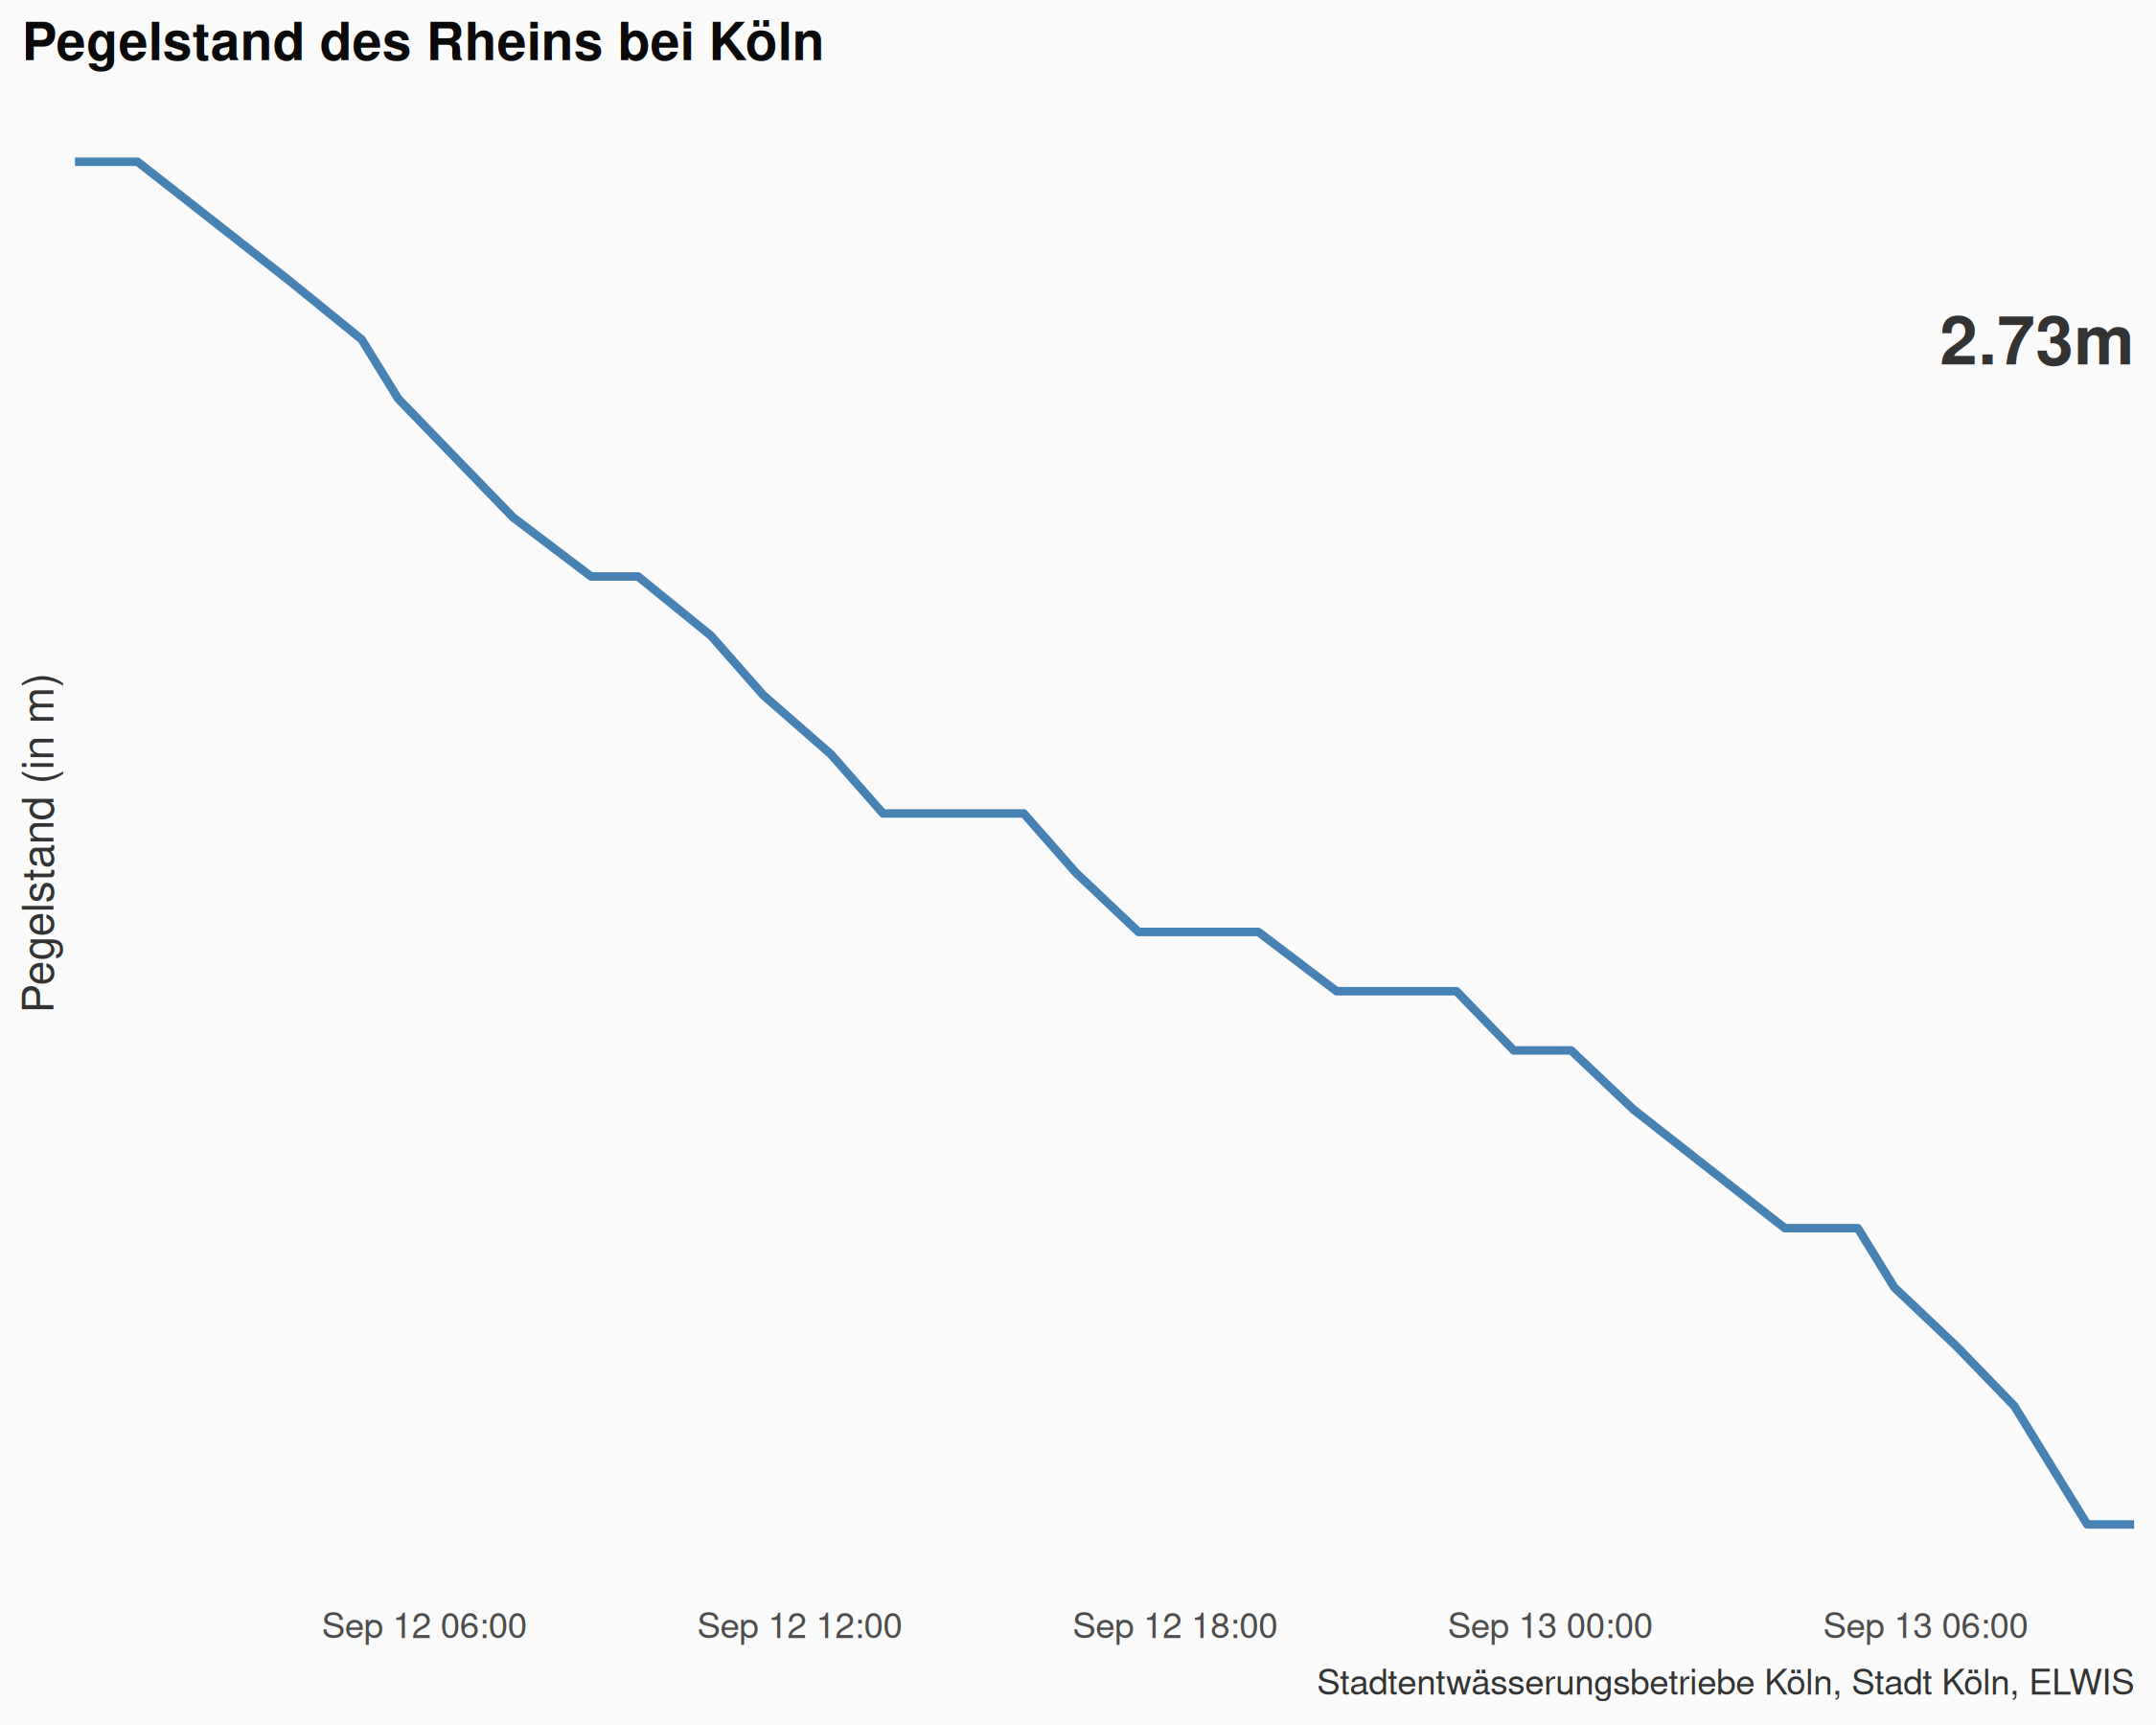 Pegelstand des Rheins bei Köln
2.73m
Pegelstand (in m)
Sep 12 06:00 Sep 12 12:00 Sep 12 18:00 Sep 13 00:00 Sep 13 06:00
Stadtentwässerungsbetriebe Köln, Stadt Köln, ELWIS